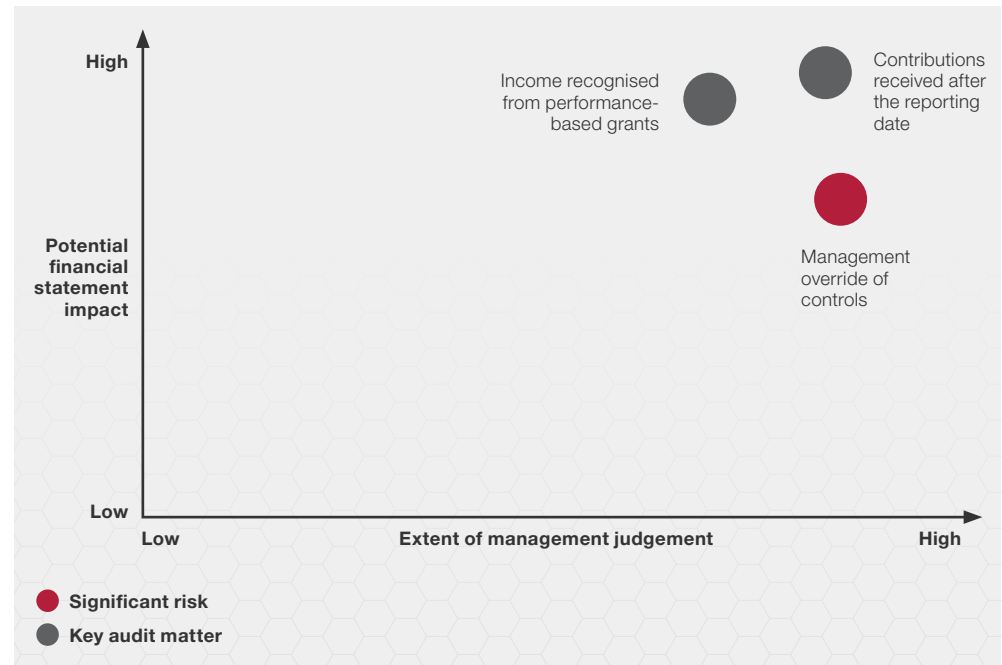 High
Income recognised
from performance-
based grants
Contributions
received after
the reporting
date
Potential
financial
statement
impact
Management
override of
controls
Low
Low
Extent of management judgement
High
Significant risk
Key audit matter